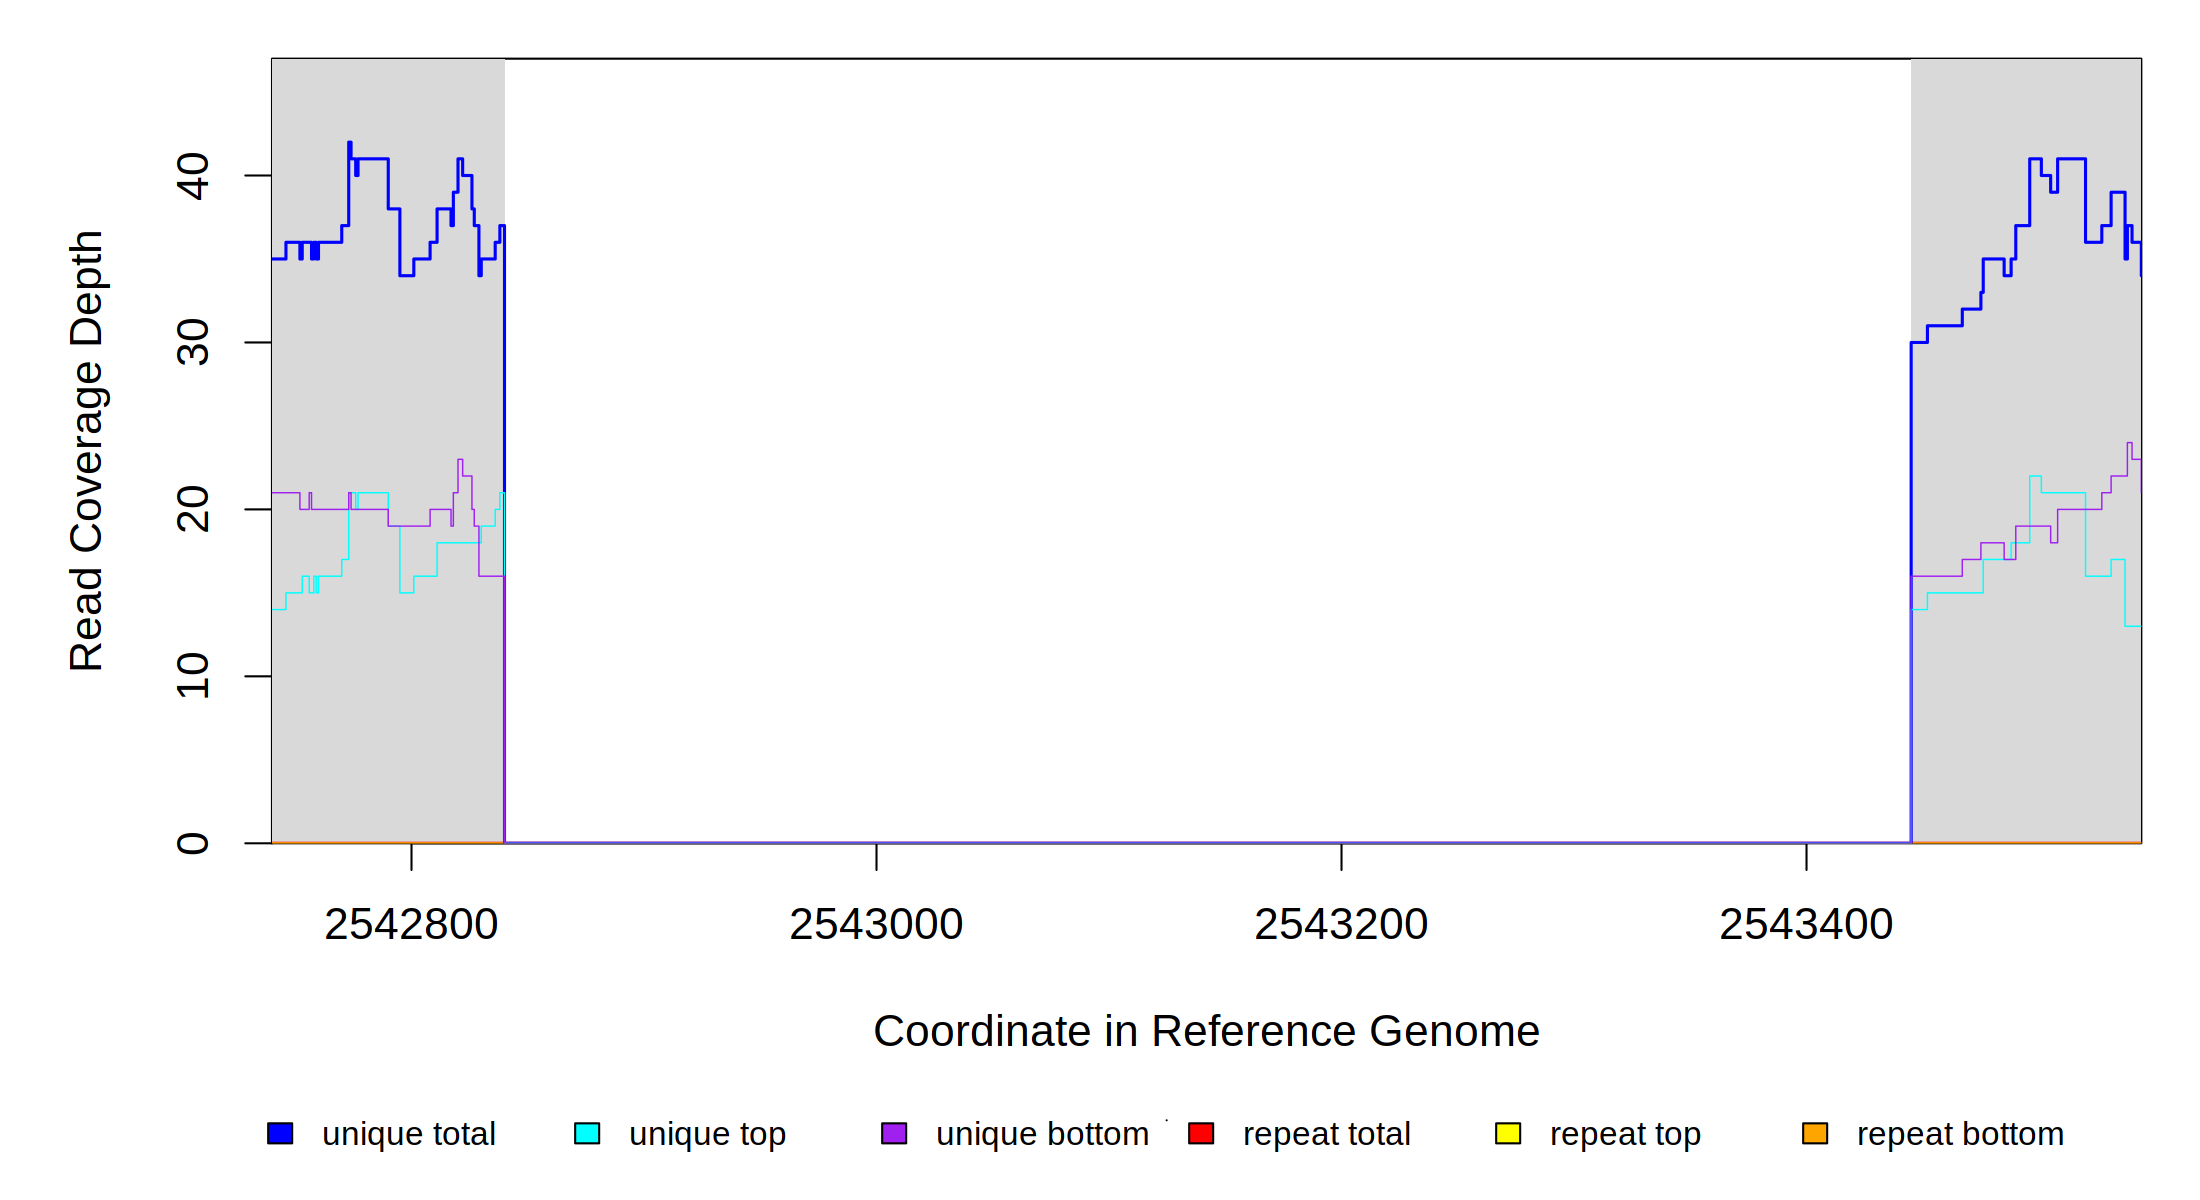 Read Coverage Depth
40
30
20
10
0
2542800 2543000 2543200 2543400
Coordinate in Reference Genome
unique total unique top unique bottom repeat total repeat top repeat bottom